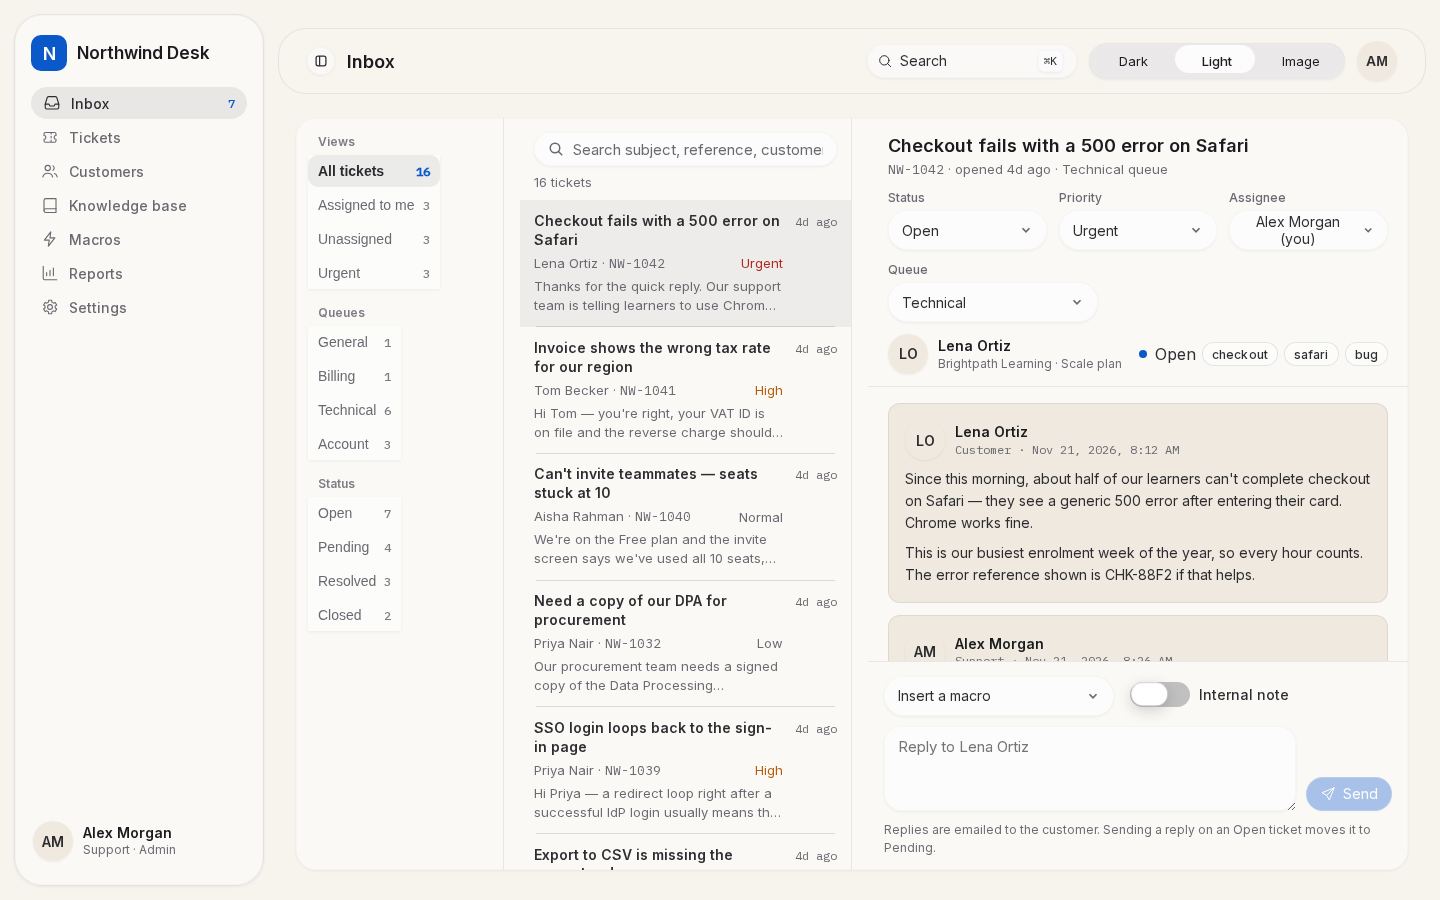 N Northwind Desk
Inbox 7
Tickets
Customers
Knowledge base
Macros
Reports
Settings
AM Alex Morgan
Support · Admin
Inbox
Search ⌘K
Dark Light Image
AM
Views
All tickets 16
Assigned to me 3
Unassigned 3
Urgent 3
Queues
General 1
Billing 1
Technical 6
Account 3
Status
Open 7
Pending 4
Resolved 3
Closed 2
Search subject, reference, custome
16 tickets
Checkout fails with a 500 error on 4d ago
Safari
Lena Ortiz · NW-1042 Urgent
Thanks for the quick reply. Our support
team is telling learners to use Chrom…
Invoice shows the wrong tax rate 4d ago
for our region
Tom Becker · NW-1041 High
Hi Tom — you're right, your VAT ID is
on file and the reverse charge should…
Can't invite teammates — seats 4d ago
stuck at 10
Aisha Rahman · NW-1040 Normal
We're on the Free plan and the invite
screen says we've used all 10 seats,…
Need a copy of our DPA for 4d ago
procurement
Priya Nair · NW-1032 Low
Our procurement team needs a signed
copy of the Data Processing…
SSO login loops back to the sign- 4d ago
in page
Priya Nair · NW-1039 High
Hi Priya — a redirect loop right after a
successful IdP login usually means th…
Export to CSV is missing the 4d ago
Checkout fails with a 500 error on Safari
NW-1042 · opened 4d ago · Technical queue
Status Priority Assignee
Open Urgent Alex Morgan
(you)
Queue
Technical
LO Lena Ortiz
Brightpath Learning · Scale plan
Open checkout safari bug
LO Lena Ortiz
Customer · Nov 21, 2026, 8:12 AM
Since this morning, about half of our learners can't complete checkout
on Safari — they see a generic 500 error after entering their card.
Chrome works fine.
This is our busiest enrolment week of the year, so every hour counts.
The error reference shown is CHK-88F2 if that helps.
AM Alex Morgan
Support · Nov 21, 2026, 8:26 AM
Insert a macro Internal note
Reply to Lena Ortiz
Send
Replies are emailed to the customer. Sending a reply on an Open ticket moves it to
Pending.